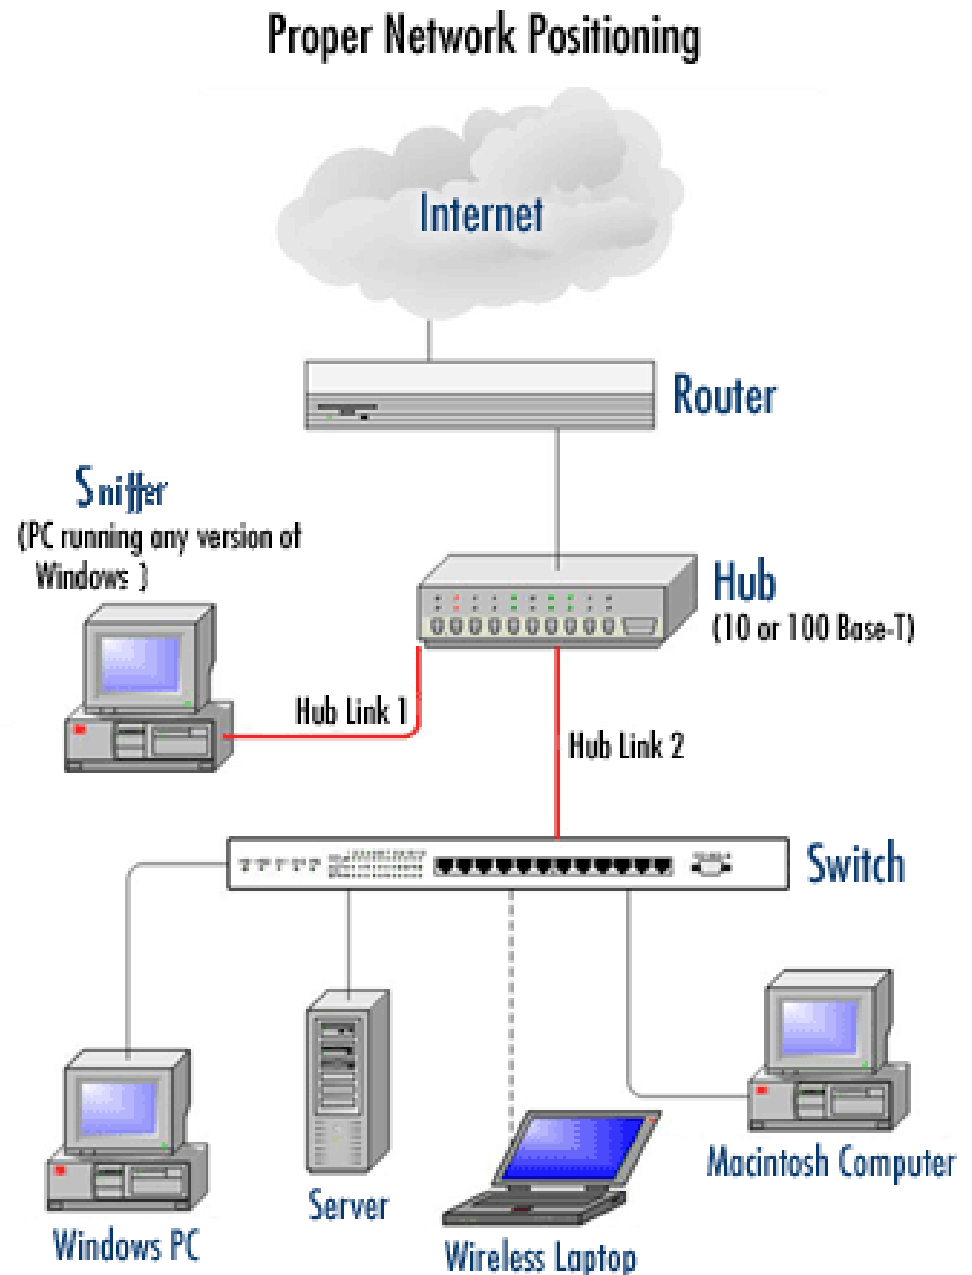 Proper Network Positioning
Internet
Router
Sniffer
(PC running any version of
Windows )
Hub
(10 or 100 Base-T)
Hub Link 1
Hub Link 2
Switch
Macintosh Computer
Server
Windows PC
Wireless Laptop